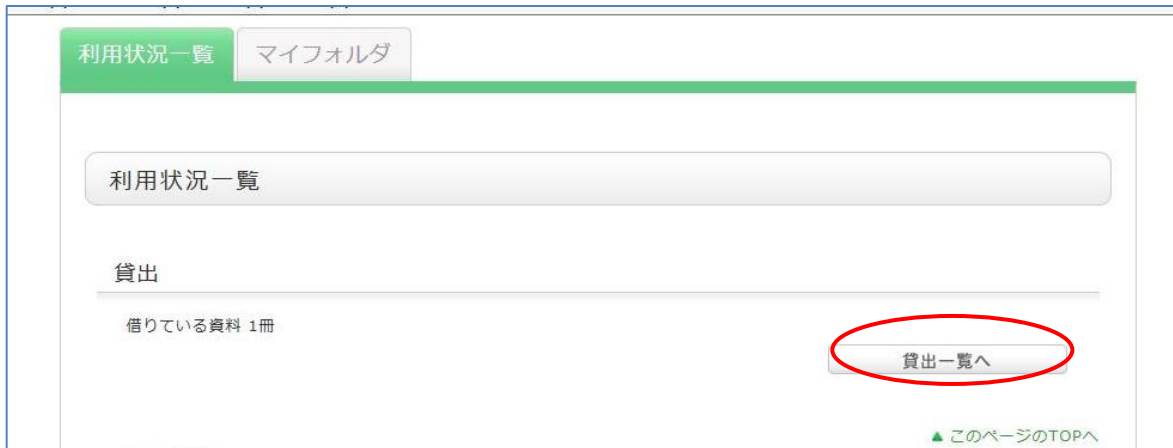 利用状況一覧 マイフォルダ
利用状況一覧
貸出
借りている資料 1冊
貸出一覧へ
▲ このページのTOPへ